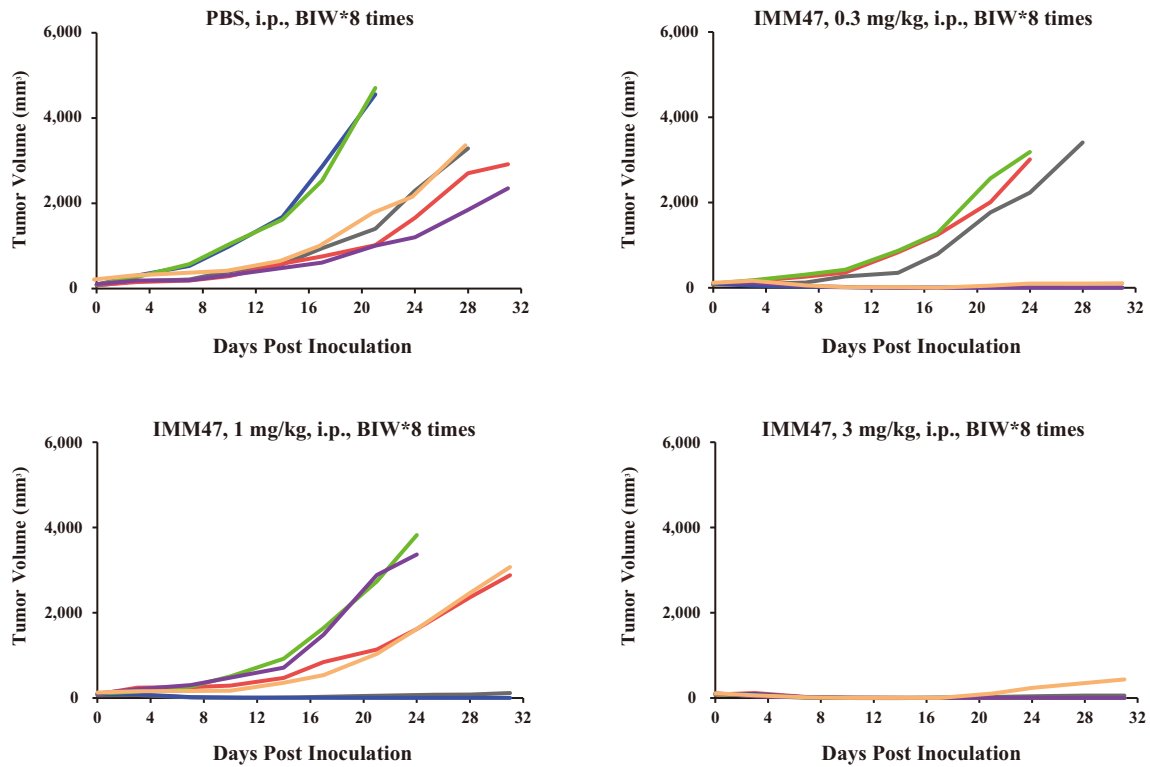 PBS, i.p., BIW*8 times
6,000
4,000
2,000
0
Tumor Volume (mm³)
0 4 8 12 16 20 24 28 32
Days Post Inoculation
IMM47, 0.3 mg/kg, i.p., BIW*8 times
6,000
4,000
2,000
0
Tumor Volume (mm³)
0 4 8 12 16 20 24 28 32
Days Post Inoculation
IMM47, 1 mg/kg, i.p., BIW*8 times
6,000
4,000
2,000
0
Tumor Volume (mm³)
0 4 8 12 16 20 24 28 32
Days Post Inoculation
IMM47, 3 mg/kg, i.p., BIW*8 times
6,000
4,000
2,000
0
Tumor Volume (mm³)
0 4 8 12 16 20 24 28 32
Days Post Inoculation